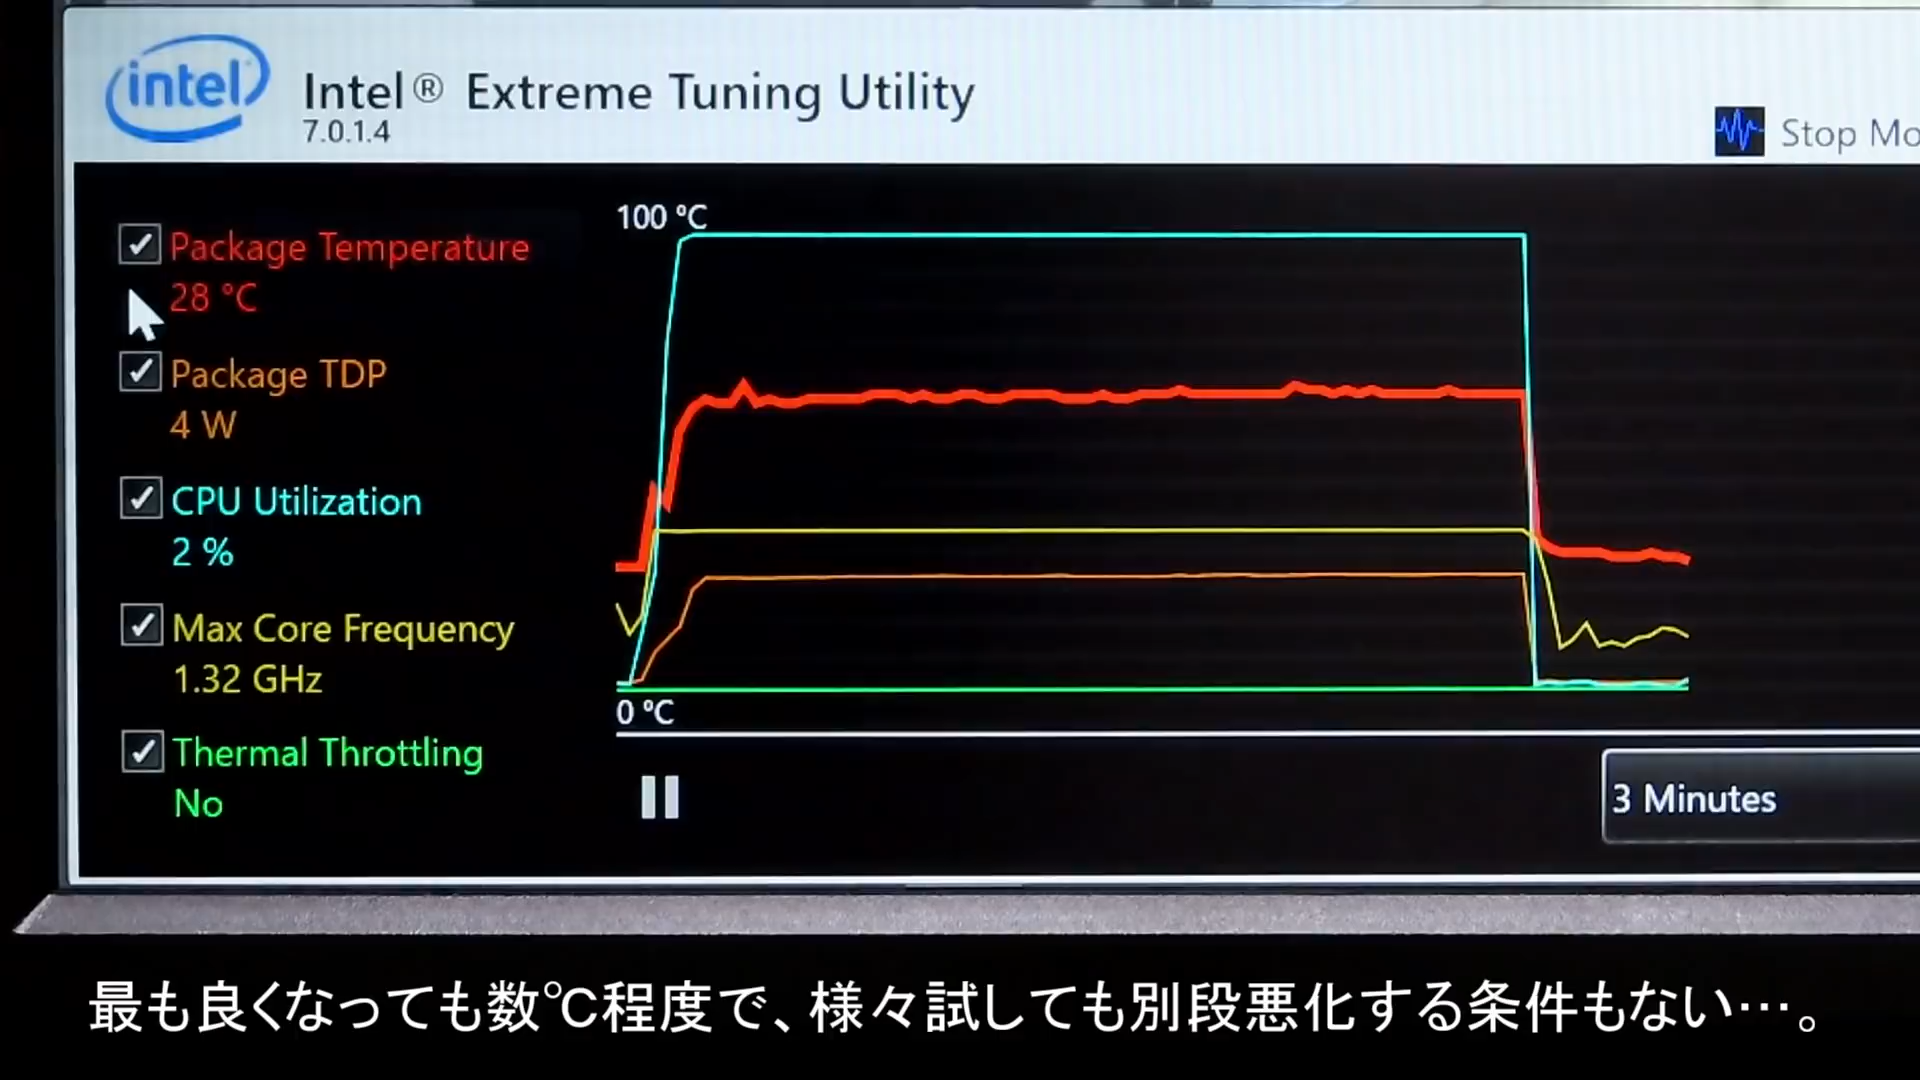 intel
Intel® Extreme Tuning Utility
7.0.1.4
Stop Mo
Package Temperature
28 °C
Package TDP
4 W
CPU Utilization
2 %
Max Core Frequency
1.32 GHz
Thermal Throttling
No
100 ºC
0 ºC
3 Minutes
最も良くなっても数℃程度で、様々試しても別段悪化する条件もない…。